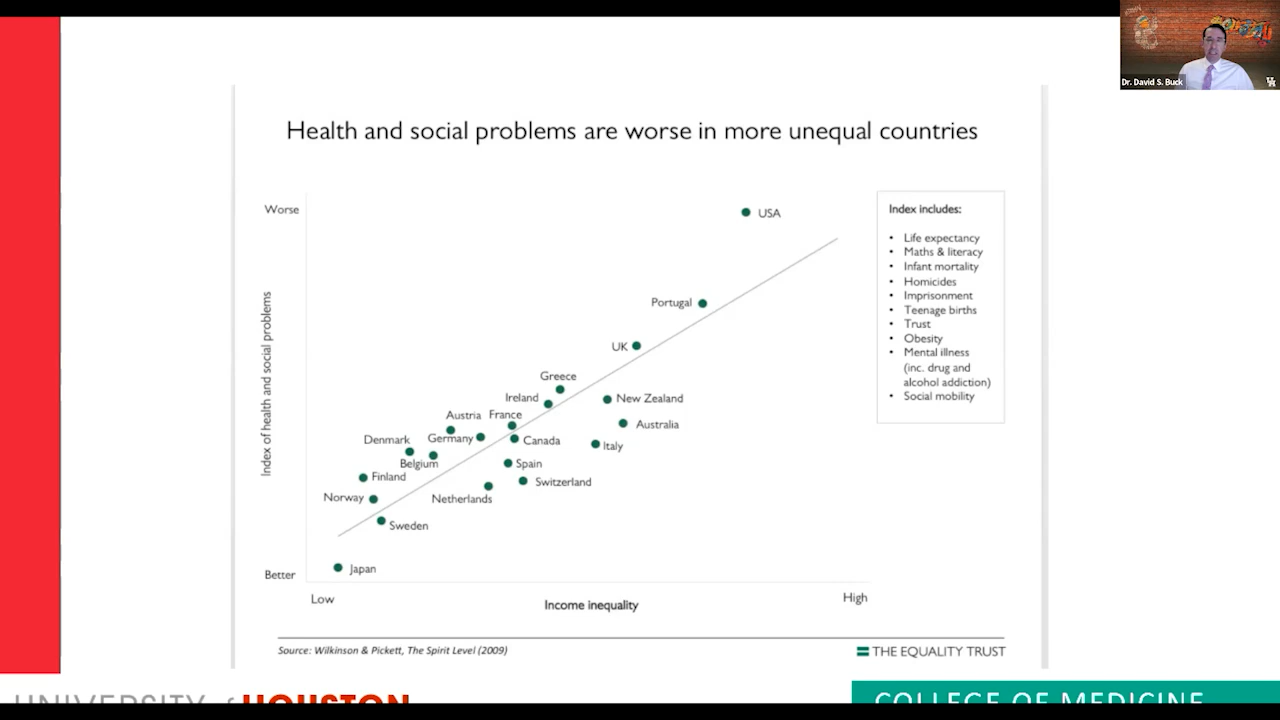 Dr. David S. Buck
Health and social problems are worse in more unequal countries
Worse
Index of health and social problems
Better
USA
Portugal
UK
Greece
Ireland
New Zealand
Austria
France
Australia
Denmark
Germany
Canada
Italy
Belgium
Spain
Finland
Switzerland
Norway
Netherlands
Sweden
Japan
Low
Income inequality
High
Index includes:
• Life expectancy
• Maths & literacy
• Infant mortality
• Homicides
• Imprisonment
• Teenage births
• Trust
• Obesity
• Mental illness
(inc. drug and
alcohol addiction)
• Social mobility
Source: Wilkinson & Pickett, The Spirit Level (2009)
THE EQUALITY TRUST
UNIVERSITY of HOUSTON
COLLEGE OF MEDICINE